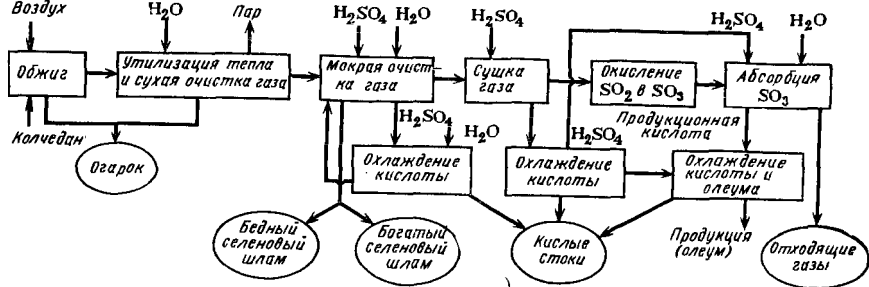 Воздух
H₂O
Пар
H₂SO₄
H₂O
H₂SO₄
H₂SO₄
H₂O
Обжиг
Утилизация тепла
и сухая очистка газа
Мокрая очист-
ка газа
Сушка
газа
Окисление
SO₂ в SO₃
Абсорбция
SO₃
Колчедан
Огарок
H₂SO₄
H₂O
H₂SO₄
Продукционная
кислота
Охлаждение
кислоты
Охлаждение
кислоты
Охлаждение
кислоты и
олеума
Бедный
селеновый
шлам
Богатый
селеновый
шлам
Кислые
стоки
Продукция
(олеум)
Отходящие
газы